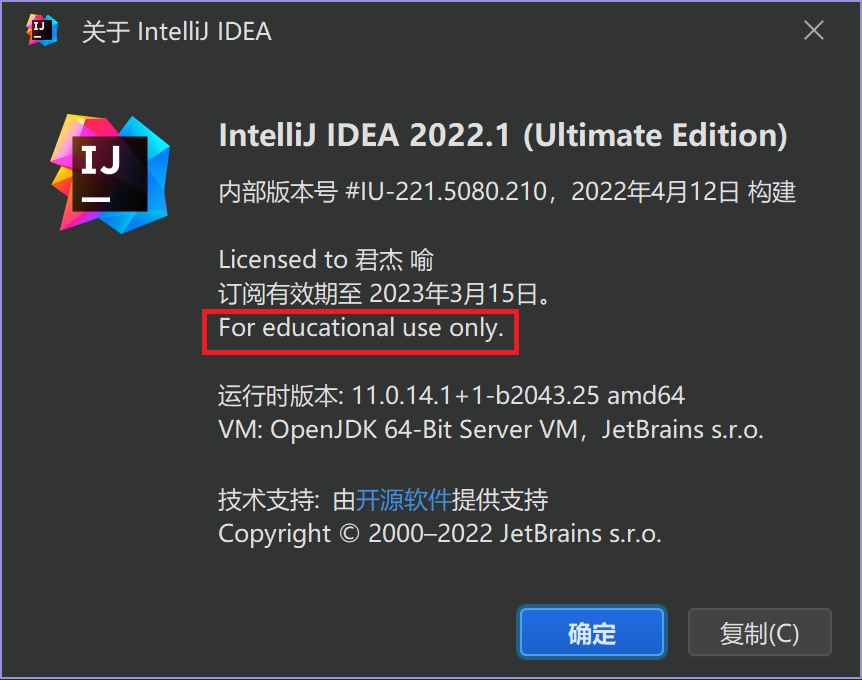 关于 IntelliJ IDEA
IJ
IntelliJ IDEA 2022.1 (Ultimate Edition)
内部版本号 #IU-221.5080.210，2022年4月12日 构建
Licensed to 君杰 喻
订阅有效期至 2023年3月15日。
For educational use only.
运行时版本: 11.0.14.1+1-b2043.25 amd64
VM: OpenJDK 64-Bit Server VM，JetBrains s.r.o.
技术支持:  由开源软件提供支持
Copyright © 2000–2022 JetBrains s.r.o.
确定
复制(C)